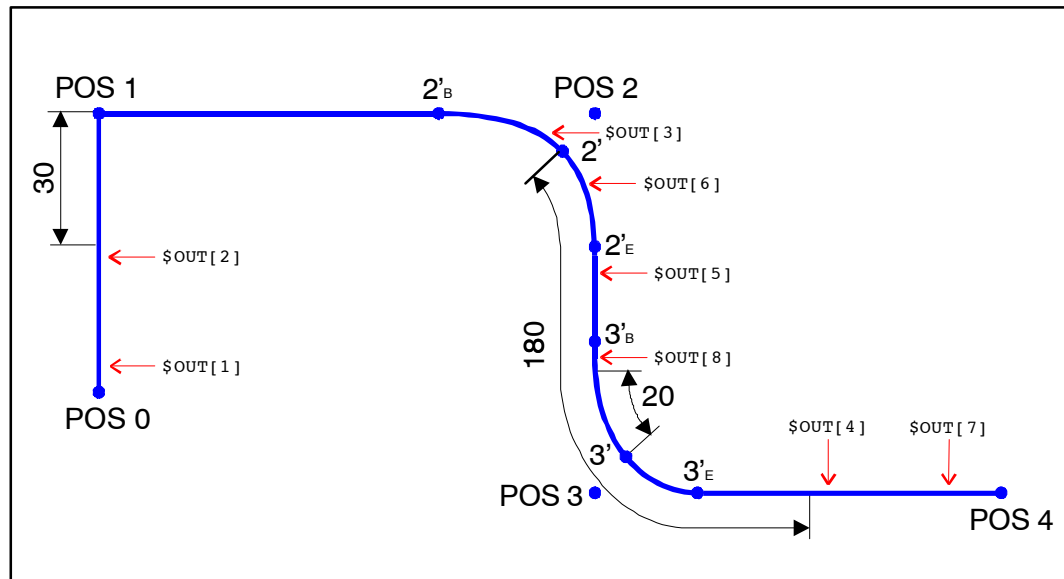 POS 1
2'B
POS 2
$OUT[3]
2'
30
$OUT[6]
$OUT[2]
2'E
$OUT[5]
3'B
180
$OUT[8]
$OUT[1]
20
POS 0
$OUT[4]
$OUT[7]
3'
3'E
POS 3
POS 4